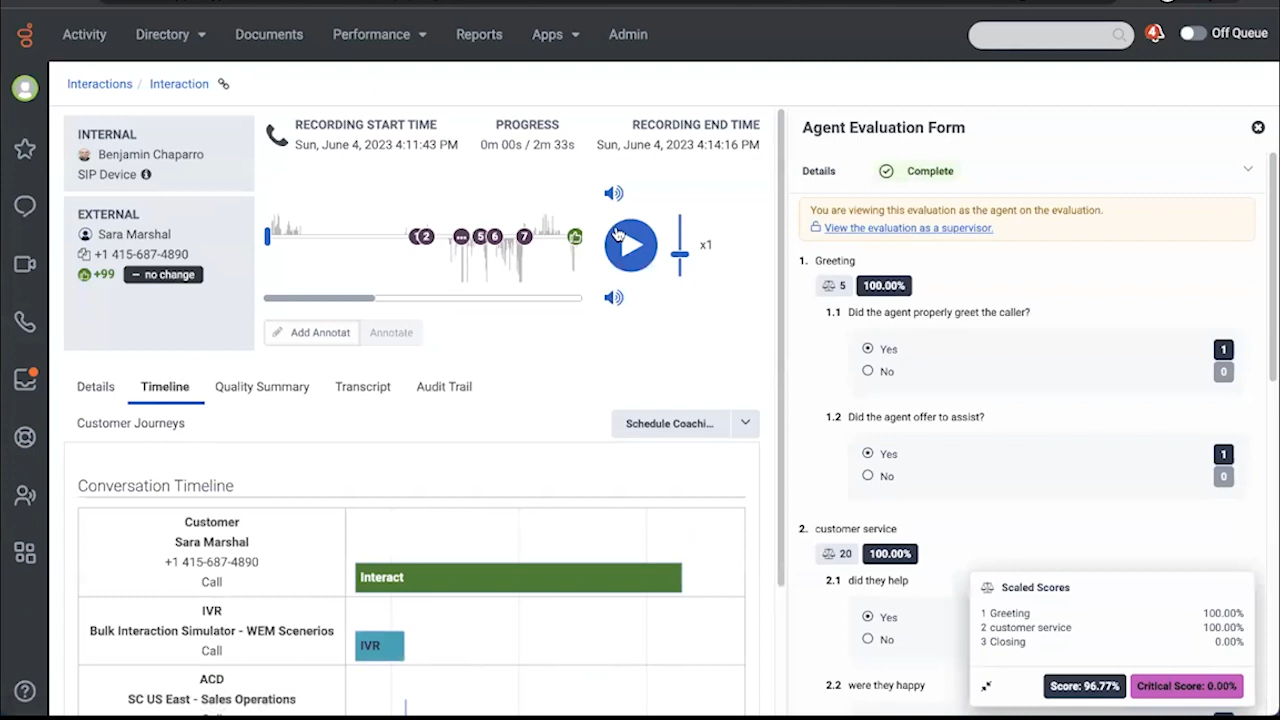 Activity
Directory
Documents
Performance
Reports
Apps
Admin
4
Off Queue
Interactions / Interaction
INTERNAL
Benjamin Chaparro
SIP Device
EXTERNAL
Sara Marshal
+1 415-687-4890
+99
– no change
RECORDING START TIME
Sun, June 4, 2023 4:11:43 PM
PROGRESS
0m 00s / 2m 33s
RECORDING END TIME
Sun, June 4, 2023 4:14:16 PM
2
5
6
7
x1
Add Annotat
Annotate
Details
Timeline
Quality Summary
Transcript
Audit Trail
Customer Journeys
Schedule Coachi...
Conversation Timeline
Customer
Sara Marshal
+1 415-687-4890
Call
Interact
IVR
Bulk Interaction Simulator - WEM Scenerios
Call
IVR
ACD
SC US East - Sales Operations
Agent Evaluation Form
Details
Complete
You are viewing this evaluation as the agent on the evaluation.
View the evaluation as a supervisor.
1. Greeting
5
100.00%
1.1 Did the agent properly greet the caller?
Yes
1
No
0
1.2 Did the agent offer to assist?
Yes
1
No
0
2. customer service
20
100.00%
2.1 did they help
Yes
No
2.2 were they happy
Scaled Scores
1 Greeting 100.00%
2 customer service 100.00%
3 Closing 0.00%
Score: 96.77%
Critical Score: 0.00%